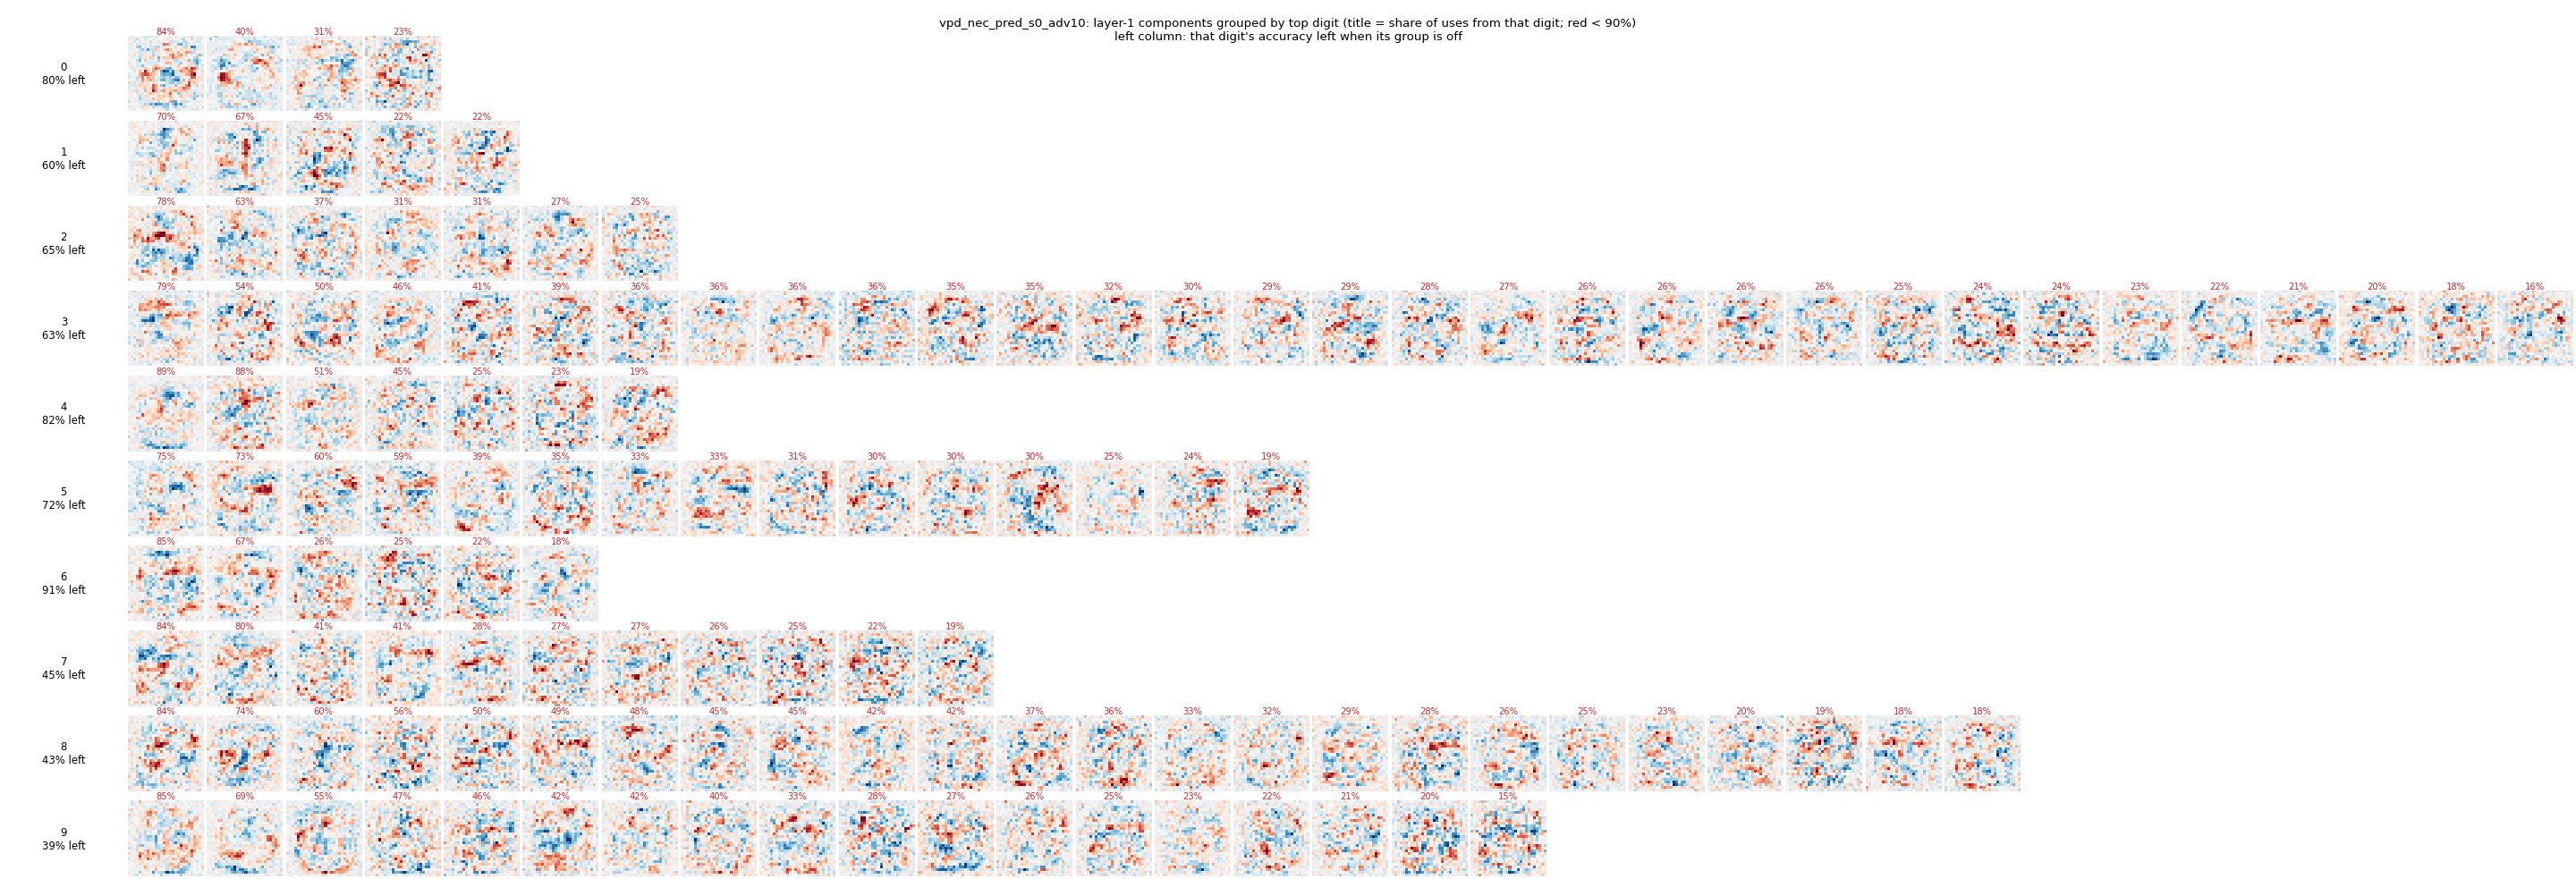 vpd_nec_pred_s0_adv10: layer-1 components grouped by top digit (title = share of uses from that digit; red < 90%)
left column: that digit's accuracy left when its group is off
84% 40% 31% 23%
0
80% left
70% 67% 45% 22% 22%
1
60% left
78% 63% 37% 31% 31% 27% 25%
2
65% left
79% 54% 50% 46% 41% 39% 36% 36% 36% 36% 35% 35% 32% 30% 29% 29% 28% 27% 26% 26% 26% 26% 25% 24% 24% 23% 22% 21% 20% 18% 16%
3
63% left
89% 88% 51% 45% 25% 23% 19%
4
82% left
75% 73% 60% 59% 39% 35% 33% 33% 31% 30% 30% 30% 25% 24% 19%
5
72% left
85% 67% 26% 25% 22% 18%
6
91% left
84% 80% 41% 41% 28% 27% 27% 26% 25% 22% 19%
7
45% left
84% 74% 60% 56% 50% 49% 48% 45% 45% 42% 42% 37% 36% 33% 32% 29% 28% 26% 25% 23% 20% 19% 18% 18%
8
43% left
85% 69% 55% 47% 46% 42% 42% 40% 33% 28% 27% 26% 25% 23% 22% 21% 20% 15%
9
39% left